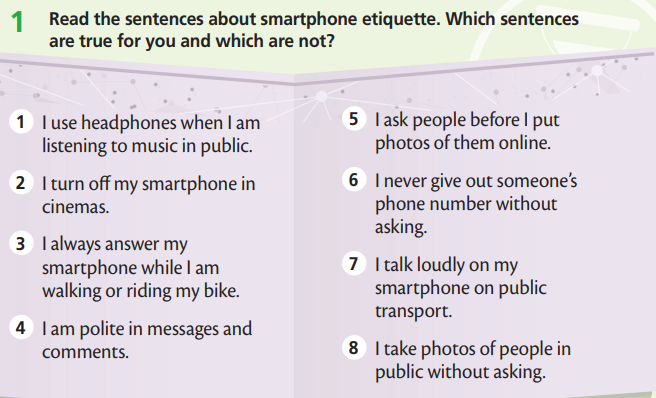 1 Read the sentences about smartphone etiquette. Which sentences
are true for you and which are not?
1 I use headphones when I am
listening to music in public.
2 I turn off my smartphone in
cinemas.
3 I always answer my
smartphone while I am
walking or riding my bike.
4 I am polite in messages and
comments.
5 I ask people before I put
photos of them online.
6 I never give out someone's
phone number without
asking.
7 I talk loudly on my
smartphone on public
transport.
8 I take photos of people in
public without asking.